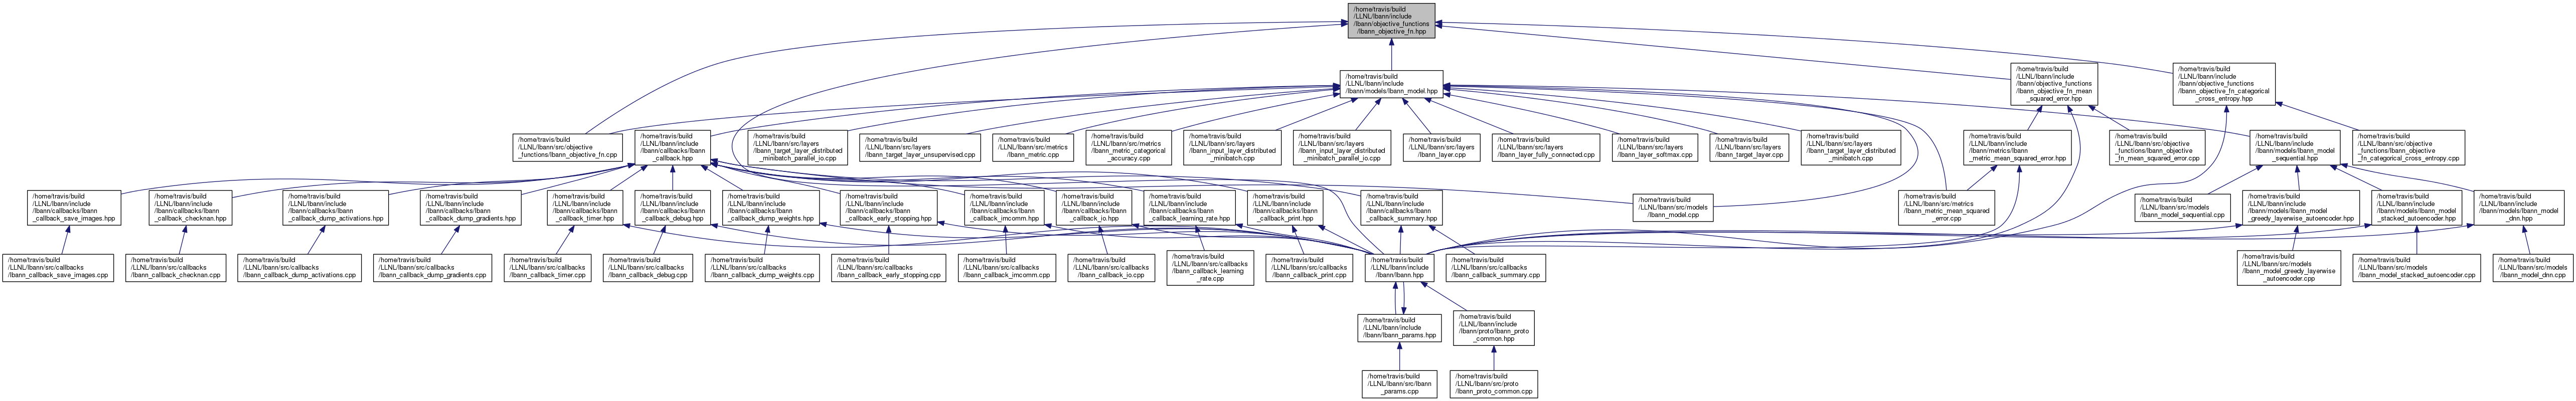 /home/travis/build
/LLNL/lbann/include
/lbann/objective_functions
/lbann_objective_fn.hpp
/home/travis/build
/LLNL/lbann/include
/lbann/models/lbann_model.hpp
/home/travis/build
/LLNL/lbann/include
/lbann/objective_functions
/lbann_objective_fn_mean
_squared_error.hpp
/home/travis/build
/LLNL/lbann/include
/lbann/objective_functions
/lbann_objective_fn_categorical
_cross_entropy.hpp
/home/travis/build
/LLNL/lbann/src/objective
_functions/lbann_objective_fn.cpp
/home/travis/build
/LLNL/lbann/include
/lbann/callbacks/lbann
_callback.hpp
/home/travis/build
/LLNL/lbann/src/layers
/lbann_target_layer_distributed
_minibatch_parallel_io.cpp
/home/travis/build
/LLNL/lbann/src/layers
/lbann_target_layer_unsupervised.cpp
/home/travis/build
/LLNL/lbann/src/metrics
/lbann_metric.cpp
/home/travis/build
/LLNL/lbann/src/metrics
/lbann_metric_categorical
_accuracy.cpp
/home/travis/build
/LLNL/lbann/src/layers
/lbann_input_layer_distributed
_minibatch.cpp
/home/travis/build
/LLNL/lbann/src/layers
/lbann_input_layer_distributed
_minibatch_parallel_io.cpp
/home/travis/build
/LLNL/lbann/src/layers
/lbann_layer.cpp
/home/travis/build
/LLNL/lbann/src/layers
/lbann_layer_fully_connected.cpp
/home/travis/build
/LLNL/lbann/src/layers
/lbann_layer_softmax.cpp
/home/travis/build
/LLNL/lbann/src/layers
/lbann_target_layer.cpp
/home/travis/build
/LLNL/lbann/src/layers
/lbann_target_layer_distributed
_minibatch.cpp
/home/travis/build
/LLNL/lbann/include
/lbann/metrics/lbann
_metric_mean_squared_error.hpp
/home/travis/build
/LLNL/lbann/src/objective
_functions/lbann_objective
_fn_mean_squared_error.cpp
/home/travis/build
/LLNL/lbann/include
/lbann/models/lbann_model
_sequential.hpp
/home/travis/build
/LLNL/lbann/src/objective
_functions/lbann_objective
_fn_categorical_cross_entropy.cpp
/home/travis/build
/LLNL/lbann/include
/lbann/callbacks/lbann
_callback_save_images.hpp
/home/travis/build
/LLNL/lbann/include
/lbann/callbacks/lbann
_callback_checknan.hpp
/home/travis/build
/LLNL/lbann/include
/lbann/callbacks/lbann
_callback_dump_activations.hpp
/home/travis/build
/LLNL/lbann/include
/lbann/callbacks/lbann
_callback_dump_gradients.hpp
/home/travis/build
/LLNL/lbann/include
/lbann/callbacks/lbann
_callback_timer.hpp
/home/travis/build
/LLNL/lbann/include
/lbann/callbacks/lbann
_callback_debug.hpp
/home/travis/build
/LLNL/lbann/include
/lbann/callbacks/lbann
_callback_dump_weights.hpp
/home/travis/build
/LLNL/lbann/include
/lbann/callbacks/lbann
_callback_early_stopping.hpp
/home/travis/build
/LLNL/lbann/include
/lbann/callbacks/lbann
_callback_imcomm.hpp
/home/travis/build
/LLNL/lbann/include
/lbann/callbacks/lbann
_callback_io.hpp
/home/travis/build
/LLNL/lbann/include
/lbann/callbacks/lbann
_callback_learning_rate.hpp
/home/travis/build
/LLNL/lbann/include
/lbann/callbacks/lbann
_callback_print.hpp
/home/travis/build
/LLNL/lbann/include
/lbann/callbacks/lbann
_callback_summary.hpp
/home/travis/build
/LLNL/lbann/src/models
/lbann_model.cpp
/home/travis/build
/LLNL/lbann/src/metrics
/lbann_metric_mean_squared
_error.cpp
/home/travis/build
/LLNL/lbann/src/models
/lbann_model_sequential.cpp
/home/travis/build
/LLNL/lbann/include
/lbann/models/lbann_model
_greedy_layerwise_autoencoder.hpp
/home/travis/build
/LLNL/lbann/include
/lbann/models/lbann_model
_stacked_autoencoder.hpp
/home/travis/build
/LLNL/lbann/include
/lbann/models/lbann_model
_dnn.hpp
/home/travis/build
/LLNL/lbann/src/callbacks
/lbann_callback_save_images.cpp
/home/travis/build
/LLNL/lbann/src/callbacks
/lbann_callback_checknan.cpp
/home/travis/build
/LLNL/lbann/src/callbacks
/lbann_callback_dump_activations.cpp
/home/travis/build
/LLNL/lbann/src/callbacks
/lbann_callback_dump_gradients.cpp
/home/travis/build
/LLNL/lbann/src/callbacks
/lbann_callback_timer.cpp
/home/travis/build
/LLNL/lbann/src/callbacks
/lbann_callback_debug.cpp
/home/travis/build
/LLNL/lbann/src/callbacks
/lbann_callback_dump_weights.cpp
/home/travis/build
/LLNL/lbann/src/callbacks
/lbann_callback_early_stopping.cpp
/home/travis/build
/LLNL/lbann/src/callbacks
/lbann_callback_imcomm.cpp
/home/travis/build
/LLNL/lbann/src/callbacks
/lbann_callback_io.cpp
/home/travis/build
/LLNL/lbann/src/callbacks
/lbann_callback_learning
_rate.cpp
/home/travis/build
/LLNL/lbann/src/callbacks
/lbann_callback_print.cpp
/home/travis/build
/LLNL/lbann/include
/lbann/lbann.hpp
/home/travis/build
/LLNL/lbann/src/callbacks
/lbann_callback_summary.cpp
/home/travis/build
/LLNL/lbann/src/models
/lbann_model_greedy_layerwise
_autoencoder.cpp
/home/travis/build
/LLNL/lbann/src/models
/lbann_model_stacked_autoencoder.cpp
/home/travis/build
/LLNL/lbann/src/models
/lbann_model_dnn.cpp
/home/travis/build
/LLNL/lbann/include
/lbann/lbann_params.hpp
/home/travis/build
/LLNL/lbann/include
/lbann/proto/lbann_proto
_common.hpp
/home/travis/build
/LLNL/lbann/src/lbann
_params.cpp
/home/travis/build
/LLNL/lbann/src/proto
/lbann_proto_common.cpp